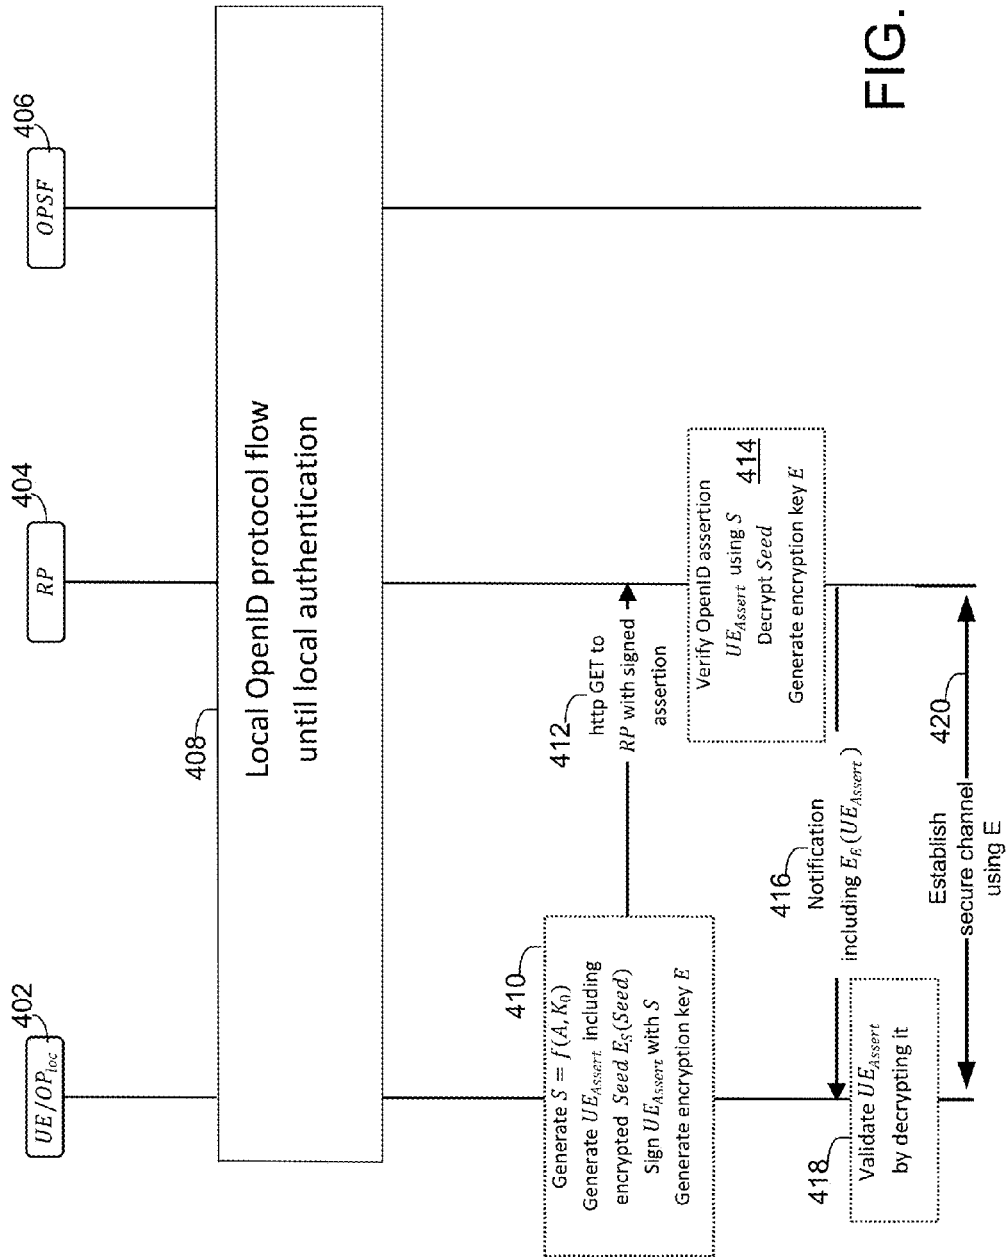 402
UE/OP_loc
404
RP
406
OPSF
408
Local OpenID protocol flow
until local authentication
410
Generate S = f(A, K_0)
Generate UE_Assert including
encrypted Seed E_S(Seed)
Sign UE_Assert with S
Generate encryption key E
412
http GET to
RP with signed
assertion
Verify OpenID assertion
UE_Assert using S
414
Decrypt Seed
Generate encryption key E
416
Notification
including E_E(UE_Assert)
418
Validate UE_Assert
by decrypting it
Establish
secure channel
using E
420
FIG.